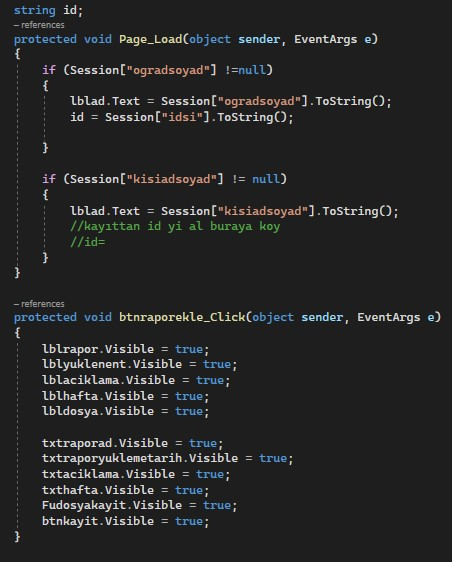 string id;
– references
protected void Page_Load(object sender, EventArgs e)
{
if (Session["ogradsoyad"] !=null)
{
lblad.Text = Session["ogradsoyad"].ToString();
id = Session["idsi"].ToString();
}
if (Session["kisiadsoyad"] != null)
{
lblad.Text = Session["kisiadsoyad"].ToString();
//kayıttan id yi al buraya koy
//id=
}
}
– references
protected void btnraporekle_Click(object sender, EventArgs e)
{
lblrapor.Visible = true;
lblyuklenent.Visible = true;
lblaciklama.Visible = true;
lblhafta.Visible = true;
lbldosya.Visible = true;
txtraporad.Visible = true;
txtraporyuklemetarih.Visible = true;
txtaciklama.Visible = true;
txthafta.Visible = true;
Fudosyakayit.Visible = true;
btnkayit.Visible = true;
}